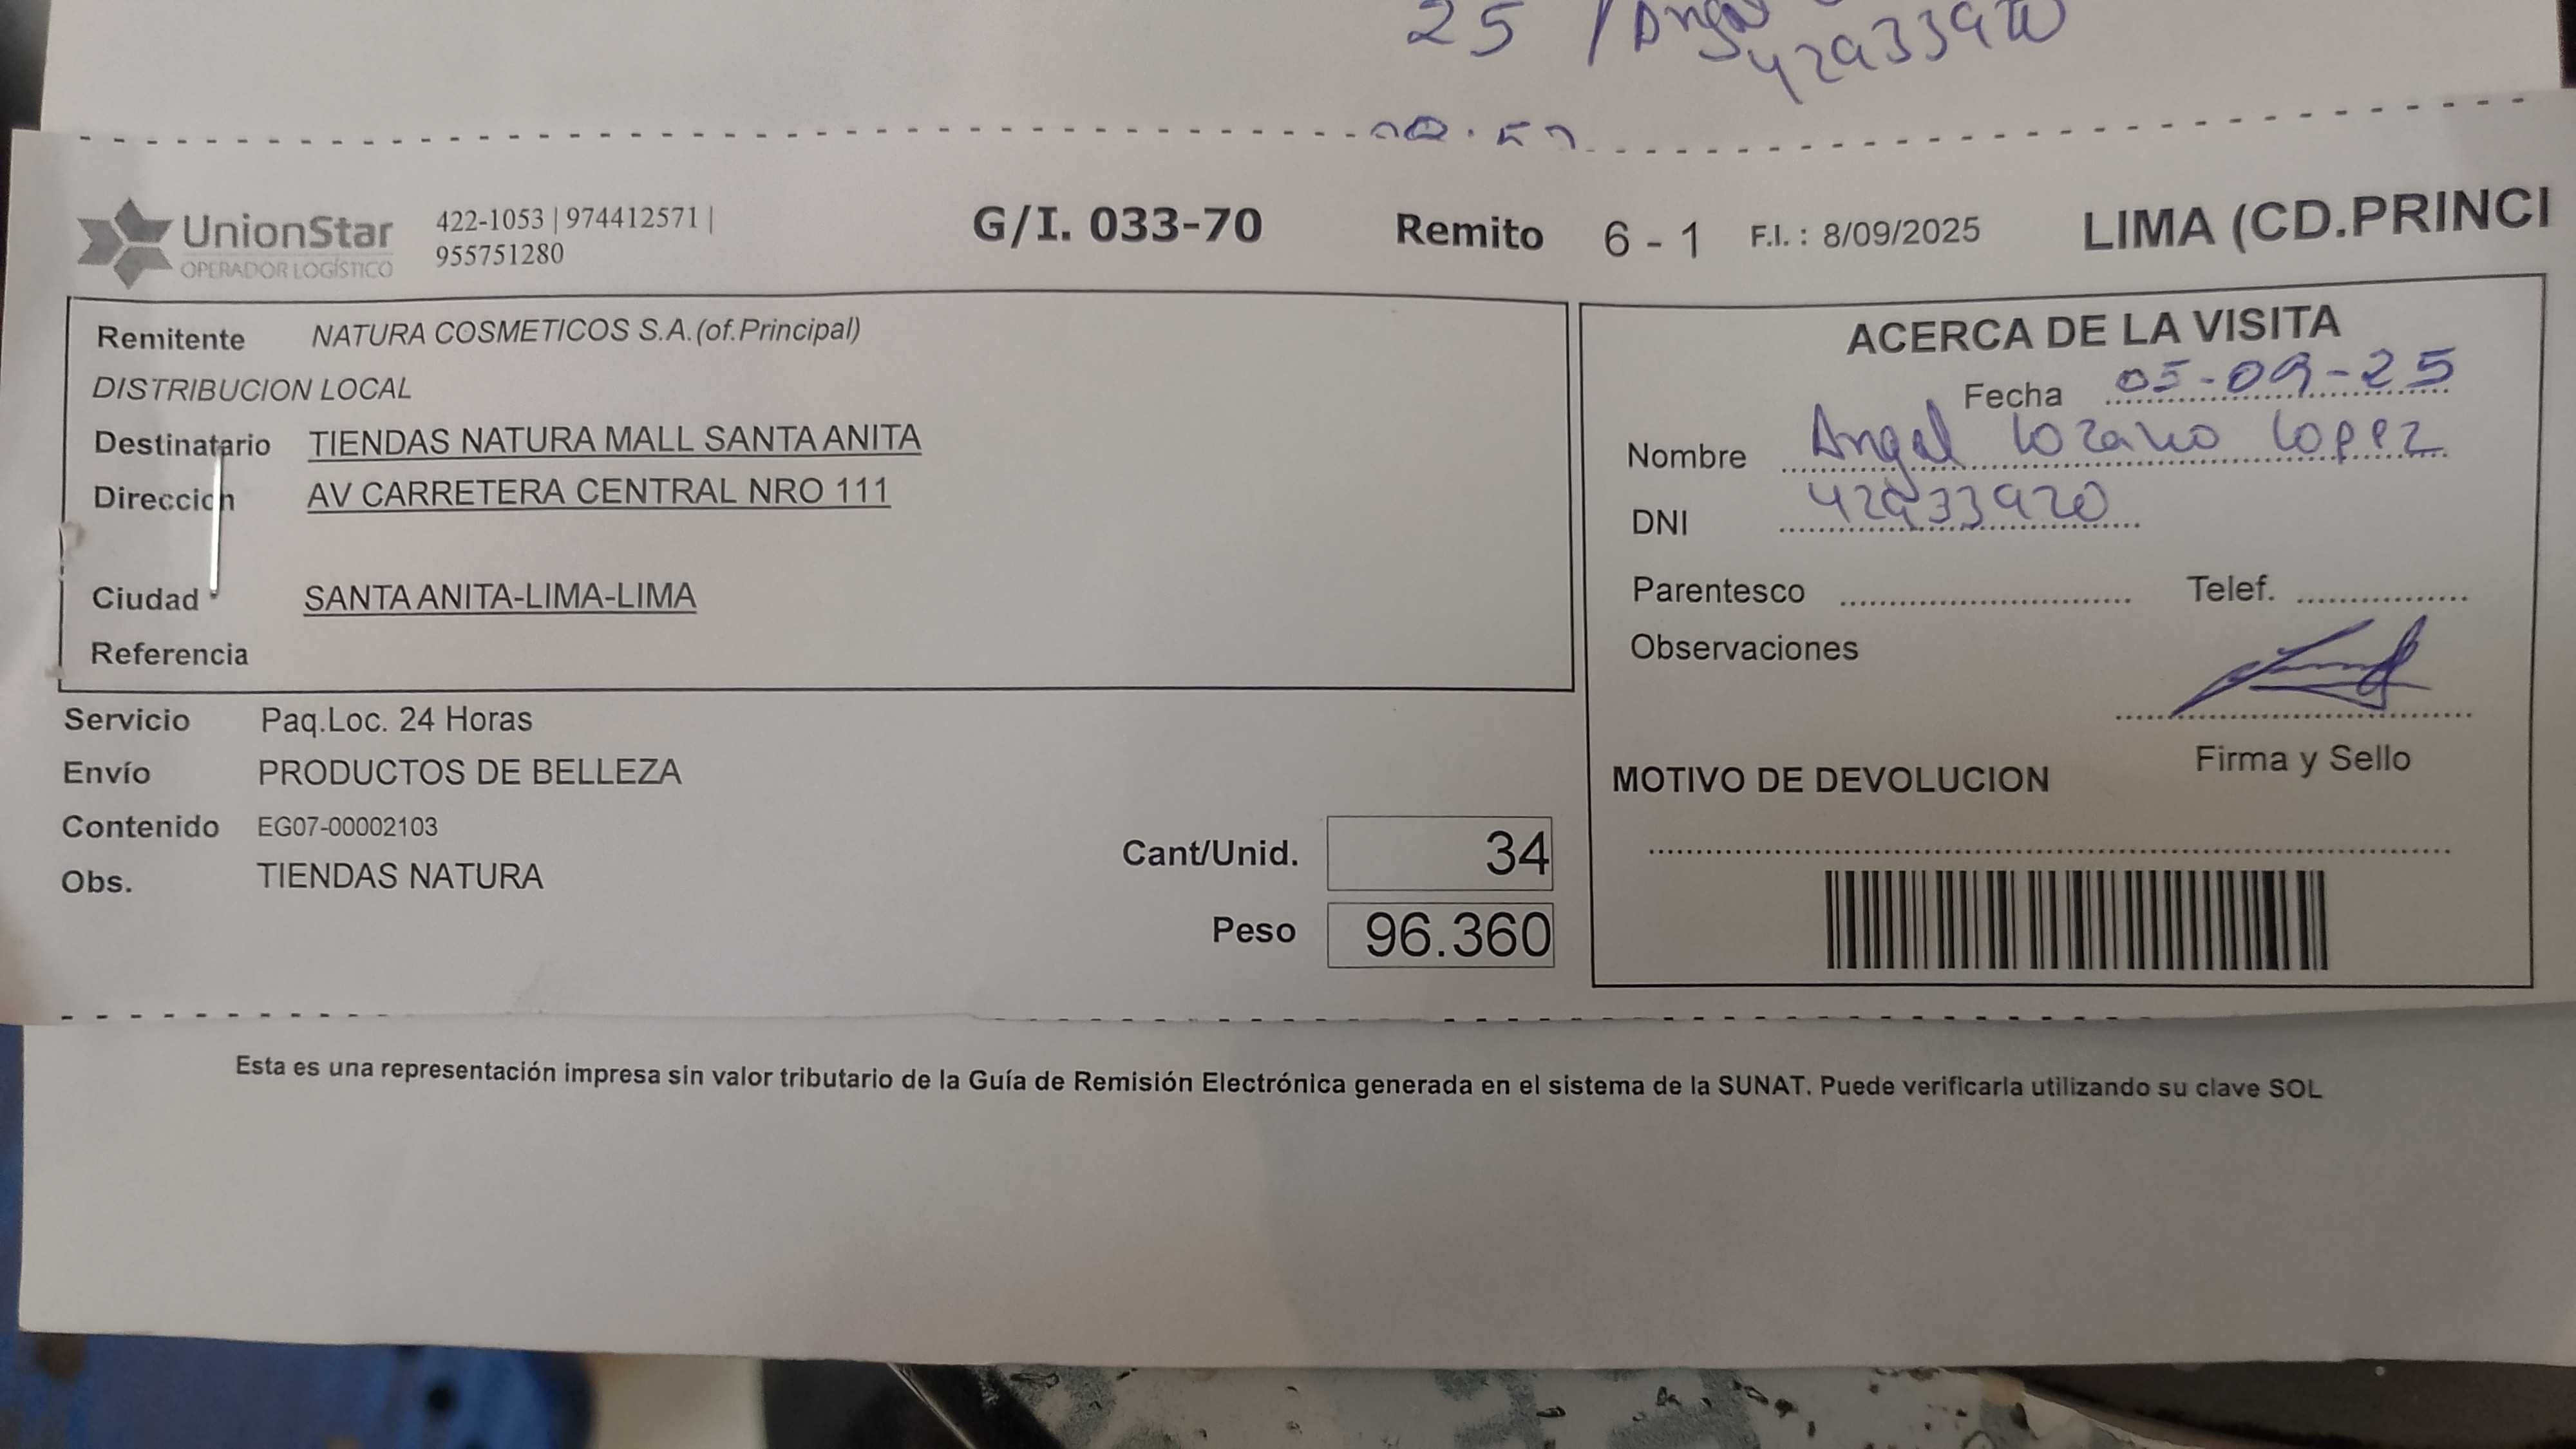 25 / Angel
42933920
UnionStar
OPERADOR LOGÍSTICO
422-1053 | 974412571 |
955751280
G/I. 033-70
Remito 6 - 1
F.I. : 8/09/2025
LIMA (CD.PRINCI
Remitente NATURA COSMETICOS S.A.(of.Principal)
DISTRIBUCION LOCAL
Destinatario TIENDAS NATURA MALL SANTA ANITA
Direccion AV CARRETERA CENTRAL NRO 111
Ciudad SANTA ANITA-LIMA-LIMA
Referencia
Servicio Paq.Loc. 24 Horas
Envío PRODUCTOS DE BELLEZA
Contenido EG07-00002103
Obs. TIENDAS NATURA
Cant/Unid. 34
Peso 96.360
ACERCA DE LA VISITA
Fecha 05-09-25
Nombre Angel Lozano Lopez
DNI 42933920
Parentesco Telef.
Observaciones
Firma y Sello
MOTIVO DE DEVOLUCION
Esta es una representación impresa sin valor tributario de la Guía de Remisión Electrónica generada en el sistema de la SUNAT. Puede verificarla utilizando su clave SOL